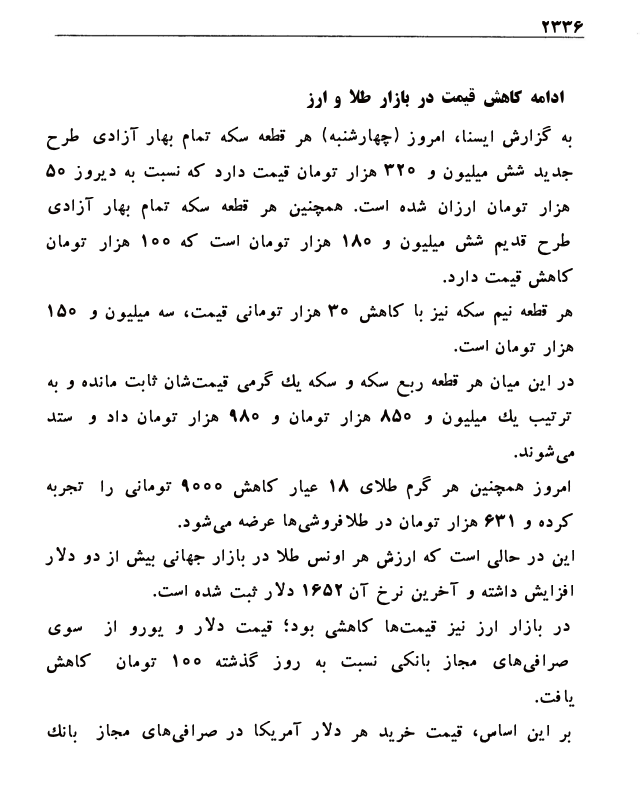 ۲۳۳۶
ادامه کاهش قیمت در بازار طلا و ارز
به گزارش ایسنا، امروز (چهارشنبه) هر قطعه سکه تمام بهار آزادی طرح
جدید شش میلیون و ۳۲۰ هزار تومان قیمت دارد که نسبت به دیروز ۵۰
هزار تومان ارزان شده است. همچنین هر قطعه سکه تمام بهار آزادی
طرح قدیم شش میلیون و ۱۸۰ هزار تومان است که ۱۰۰ هزار تومان
کاهش قیمت دارد.
هر قطعه نیم سکه نیز با کاهش ۳۰ هزار تومانی قیمت، سه میلیون و ۱۵۰
هزار تومان است.
در این میان هر قطعه ربع سکه و سکه یك گرمی قیمت‌شان ثابت مانده و به
ترتیب یك میلیون و ۸۵۰ هزار تومان و ۹۸۰ هزار تومان داد و ستد
می‌شوند.
امروز همچنین هر گرم طلای ۱۸ عیار کاهش ۹۰۰۰ تومانی را تجربه
کرده و ۶۳۱ هزار تومان در طلافروشی‌ها عرضه می‌شود.
این در حالی است که ارزش هر اونس طلا در بازار جهانی بیش از دو دلار
افزایش داشته و آخرین نرخ آن ۱۶۵۲ دلار ثبت شده است.
در بازار ارز نیز قیمت‌ها کاهشی بود؛ قیمت دلار و یورو از سوی
صرافی‌های مجاز بانکی نسبت به روز گذشته ۱۰۰ تومان کاهش
یافت.
بر این اساس، قیمت خرید هر دلار آمریکا در صرافی‌های مجاز بانك